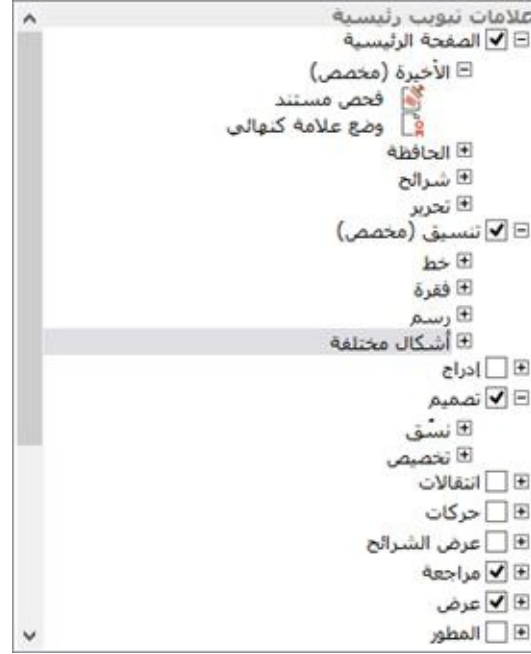 علامات تبويب رئيسية
الصفحة الرئيسية
الأخيرة (مخصص)
فحص مستند
وضع علامة كنهائي
الحافظة
شرائح
تحرير
تنسيق (مخصص)
خط
فقرة
رسم
أشكال مختلفة
إدراج
تصميم
نسّق
تخصيص
انتقالات
حركات
عرض الشرائح
مراجعة
عرض
المطور